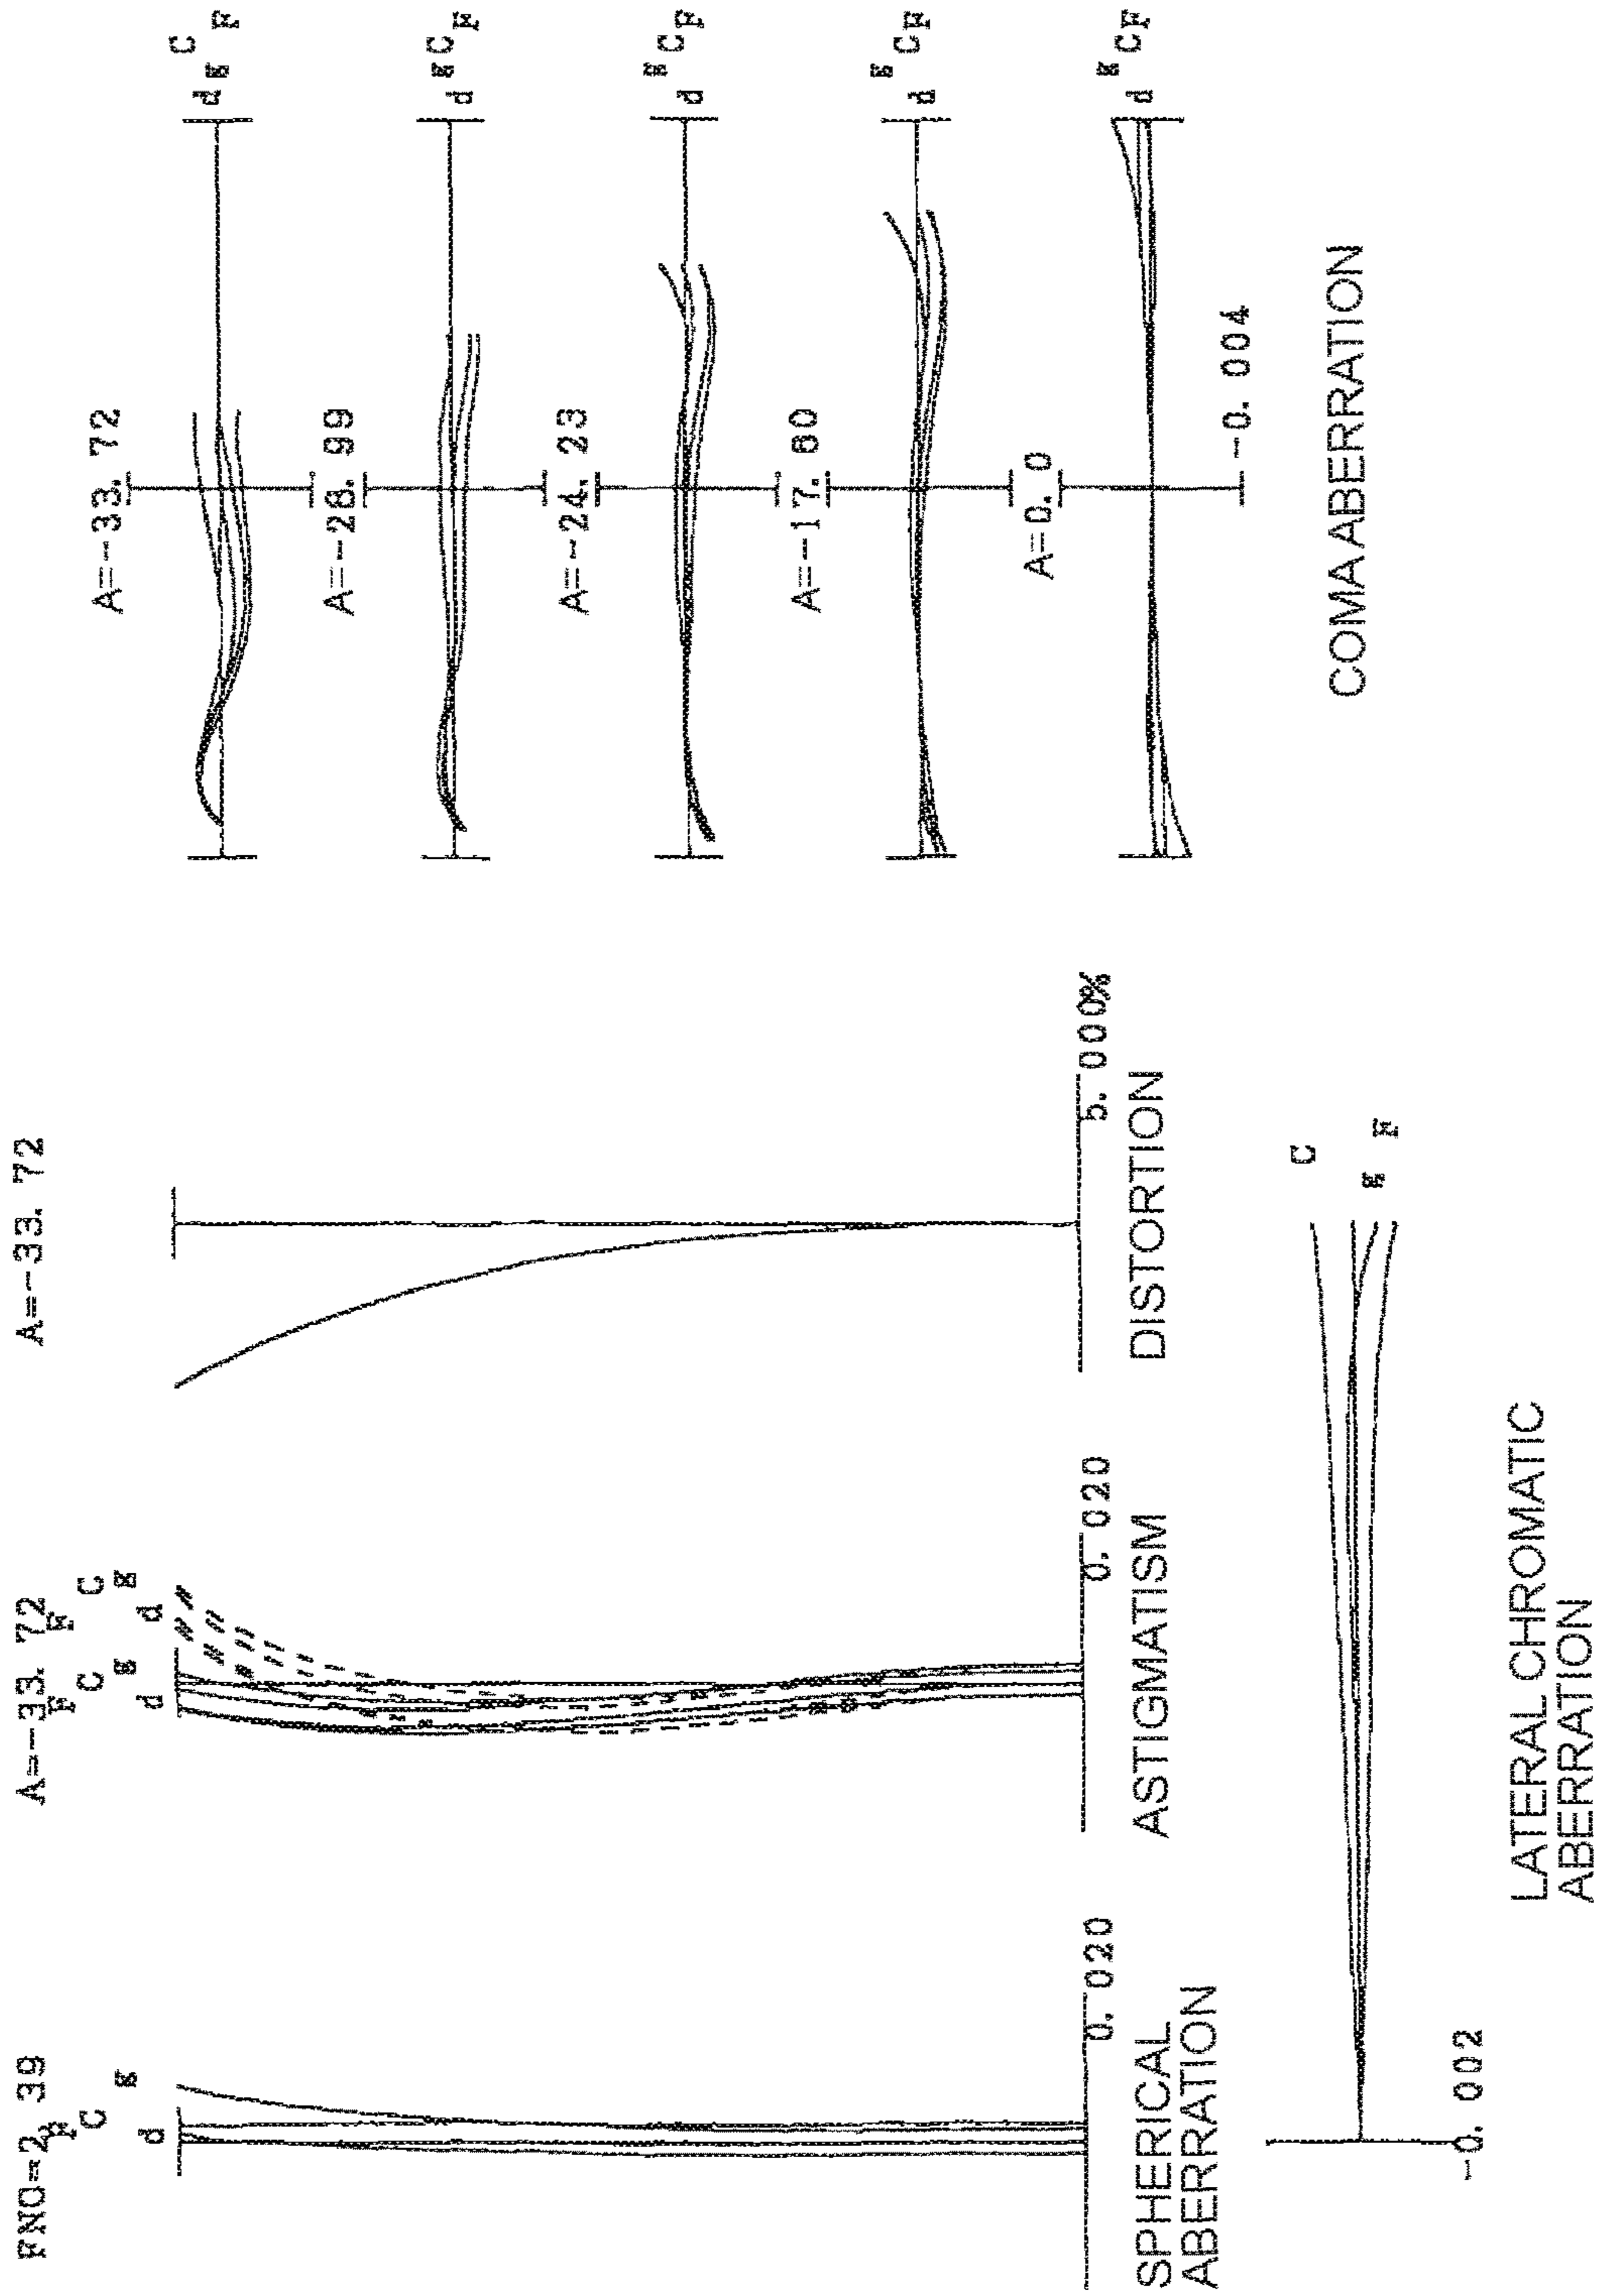 FNO=2. 39
F
C
g
d
0. 020
SPHERICAL
ABERRATION
A=-33. 72
F
C
g
d
F
C
g
d
0. 020
ASTIGMATISM
A=-33. 72
5. 000%
DISTORTION
A=-33. 72
C
F
g
d
A=-28. 99
g
C
F
d
A=-24. 23
g
C
F
d
A=-17. 60
g
C
F
d
A=0. 0
g
C
F
d
-0. 004
COMA ABERRATION
C
g
F
-0. 002
LATERAL CHROMATIC
ABERRATION